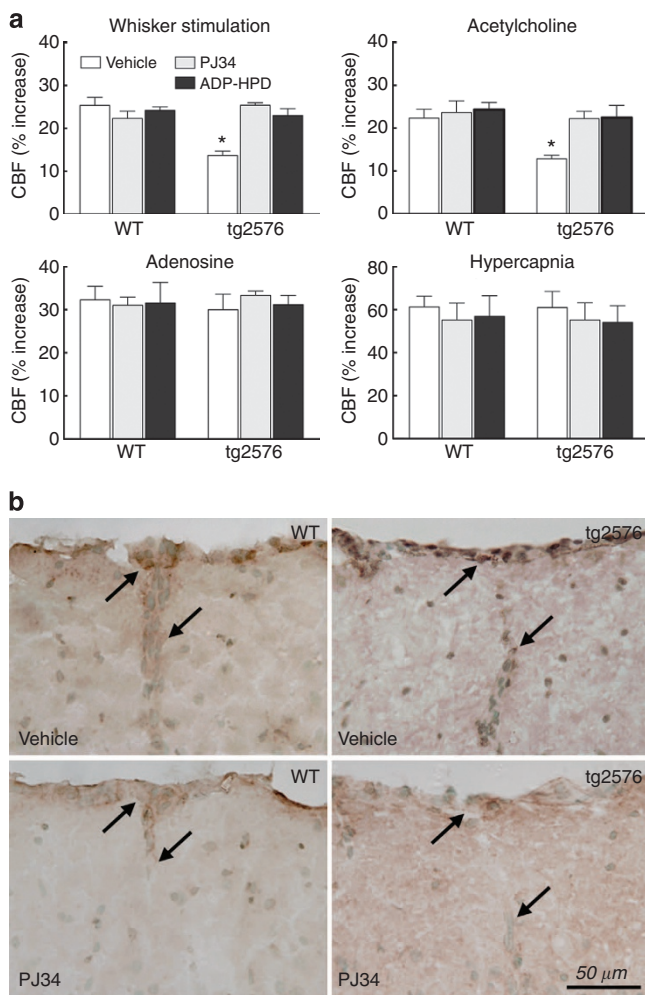 a
Whisker stimulation
Acetylcholine
CBF (% increase)
40
30
20
10
0
Vehicle
PJ34
ADP-HPD
*
WT
tg2576
CBF (% increase)
40
30
20
10
0
*
WT
tg2576
Adenosine
Hypercapnia
CBF (% increase)
40
30
20
10
0
WT
tg2576
CBF (% increase)
80
60
40
20
0
WT
tg2576
b
WT
Vehicle
tg2576
Vehicle
WT
PJ34
tg2576
PJ34
50 μm